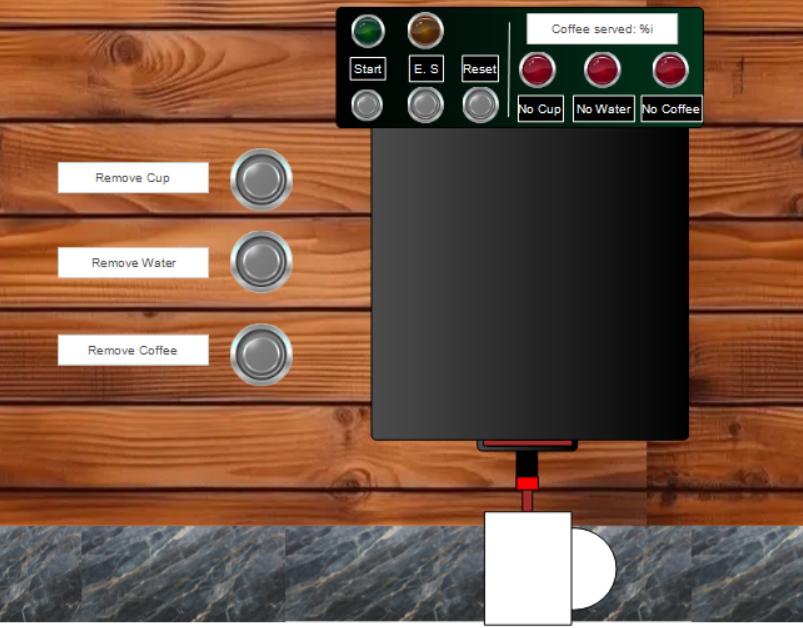 Coffee served: %i
Start
E. S
Reset
No Cup
No Water
No Coffee
Remove Cup
Remove Water
Remove Coffee